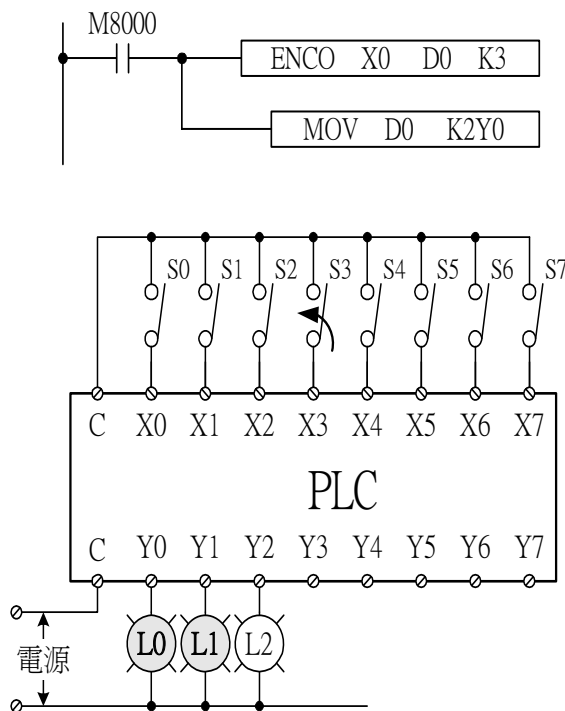 M8000
ENCO X0 D0 K3
MOV D0 K2Y0
S0 S1 S2 S3 S4 S5 S6 S7
C X0 X1 X2 X3 X4 X5 X6 X7
PLC
C Y0 Y1 Y2 Y3 Y4 Y5 Y6 Y7
L0 L1 L2
電源